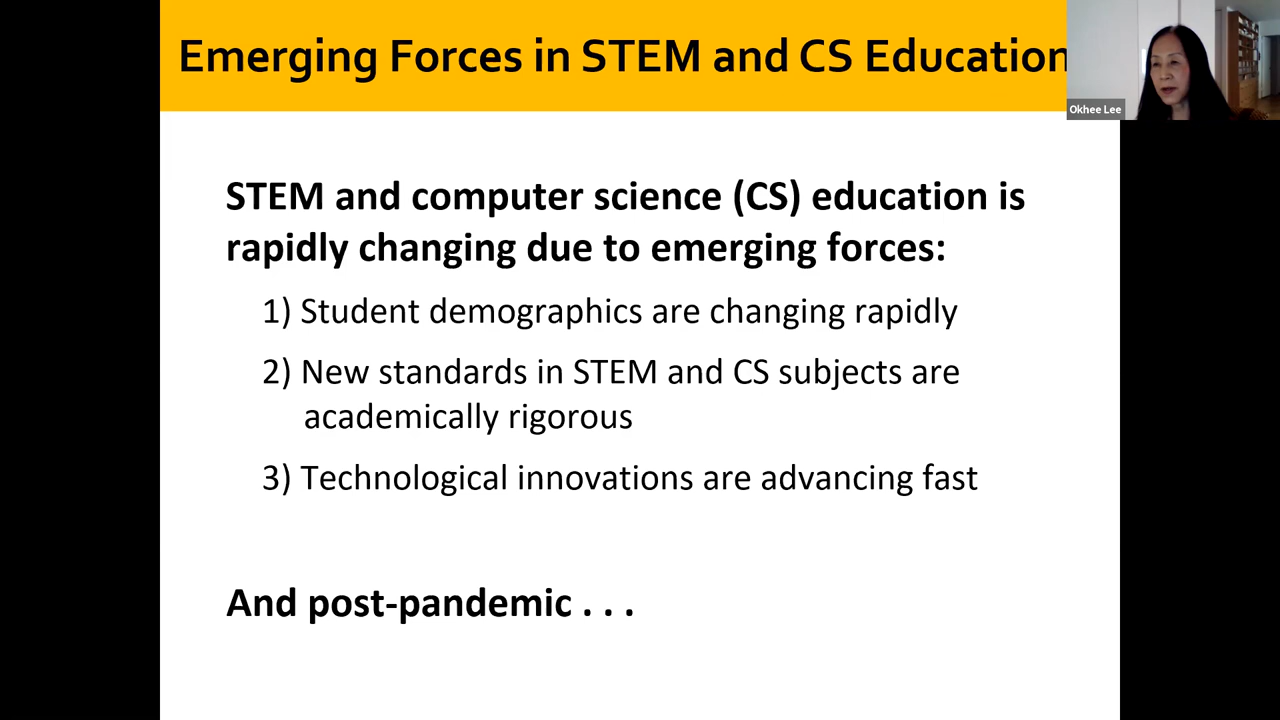 Emerging Forces in STEM and CS Education
Okhee Lee
STEM and computer science (CS) education is
rapidly changing due to emerging forces:
1) Student demographics are changing rapidly
2) New standards in STEM and CS subjects are
academically rigorous
3) Technological innovations are advancing fast
And post-pandemic . . .